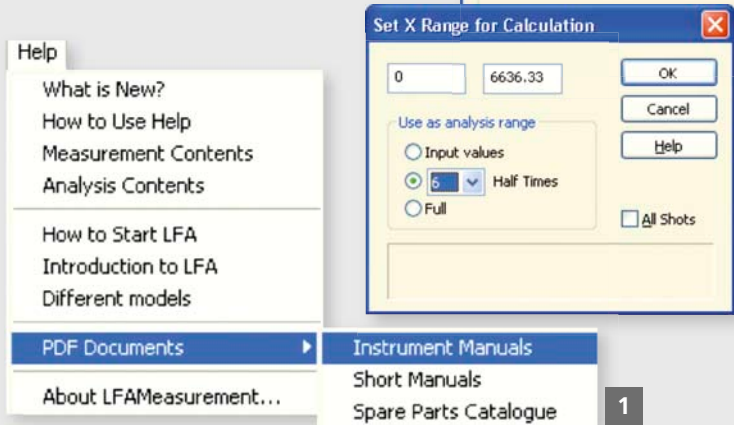 Help
What is New?
How to Use Help
Measurement Contents
Analysis Contents
How to Start LFA
Introduction to LFA
Different models
PDF Documents
About LFAMeasurement...
Instrument Manuals
Short Manuals
Spare Parts Catalogue
1
Set X Range for Calculation
0 6636.33
OK
Cancel
Help
Use as analysis range
Input values
6 Half Times
Full
All Shots